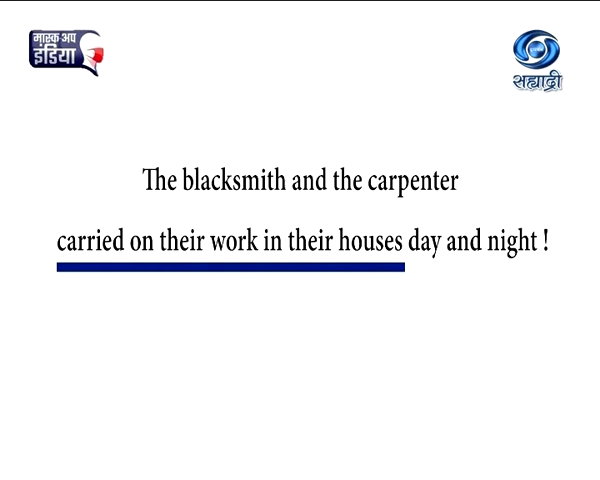 मास्क अप
इंडिया
सह्याद्री
The blacksmith and the carpenter
carried on their work in their houses day and night !